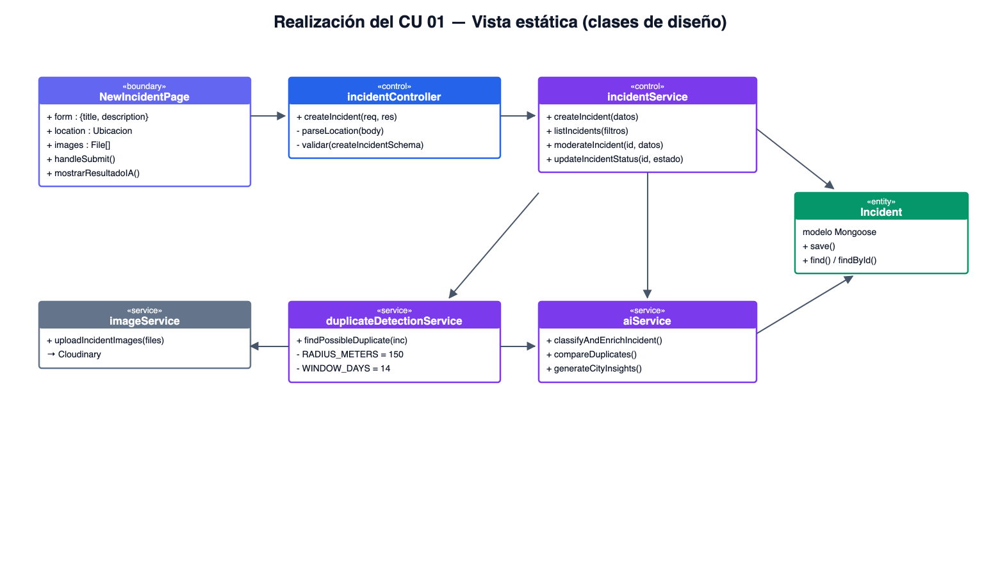 Realización del CU 01 — Vista estática (clases de diseño)
«boundary»
NewIncidentPage
+ form : {title, description}
+ location : Ubicacion
+ images : File[]
+ handleSubmit()
+ mostrarResultadoIA()
«control»
incidentController
+ createIncident(req, res)
- parseLocation(body)
- validar(createIncidentSchema)
«control»
incidentService
+ createIncident(datos)
+ listIncidents(filtros)
+ moderateIncident(id, datos)
+ updateIncidentStatus(id, estado)
«entity»
Incident
modelo Mongoose
+ save()
+ find() / findById()
«service»
imageService
+ uploadIncidentImages(files)
→ Cloudinary
«service»
duplicateDetectionService
+ findPossibleDuplicate(inc)
- RADIUS_METERS = 150
- WINDOW_DAYS = 14
«service»
aiService
+ classifyAndEnrichIncident()
+ compareDuplicates()
+ generateCityInsights()